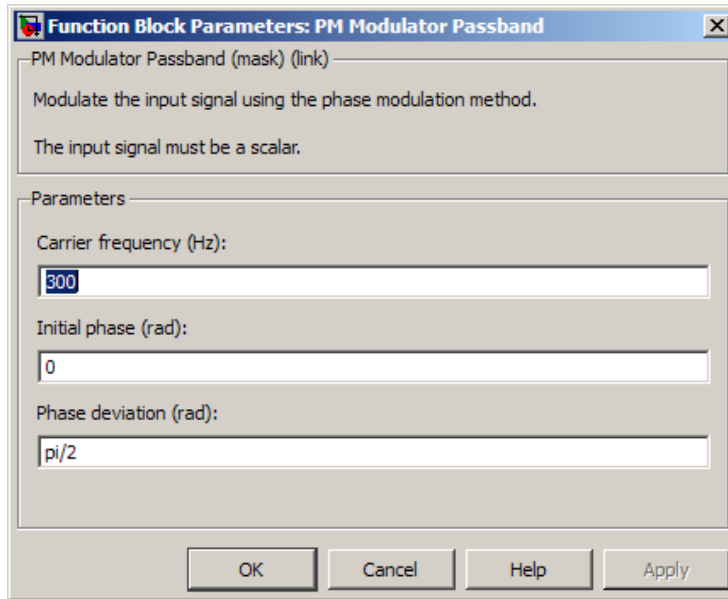 Function Block Parameters: PM Modulator Passband
PM Modulator Passband (mask) (link)
Modulate the input signal using the phase modulation method.
The input signal must be a scalar.
Parameters
Carrier frequency (Hz):
300
Initial phase (rad):
0
Phase deviation (rad):
pi/2
OK Cancel Help Apply